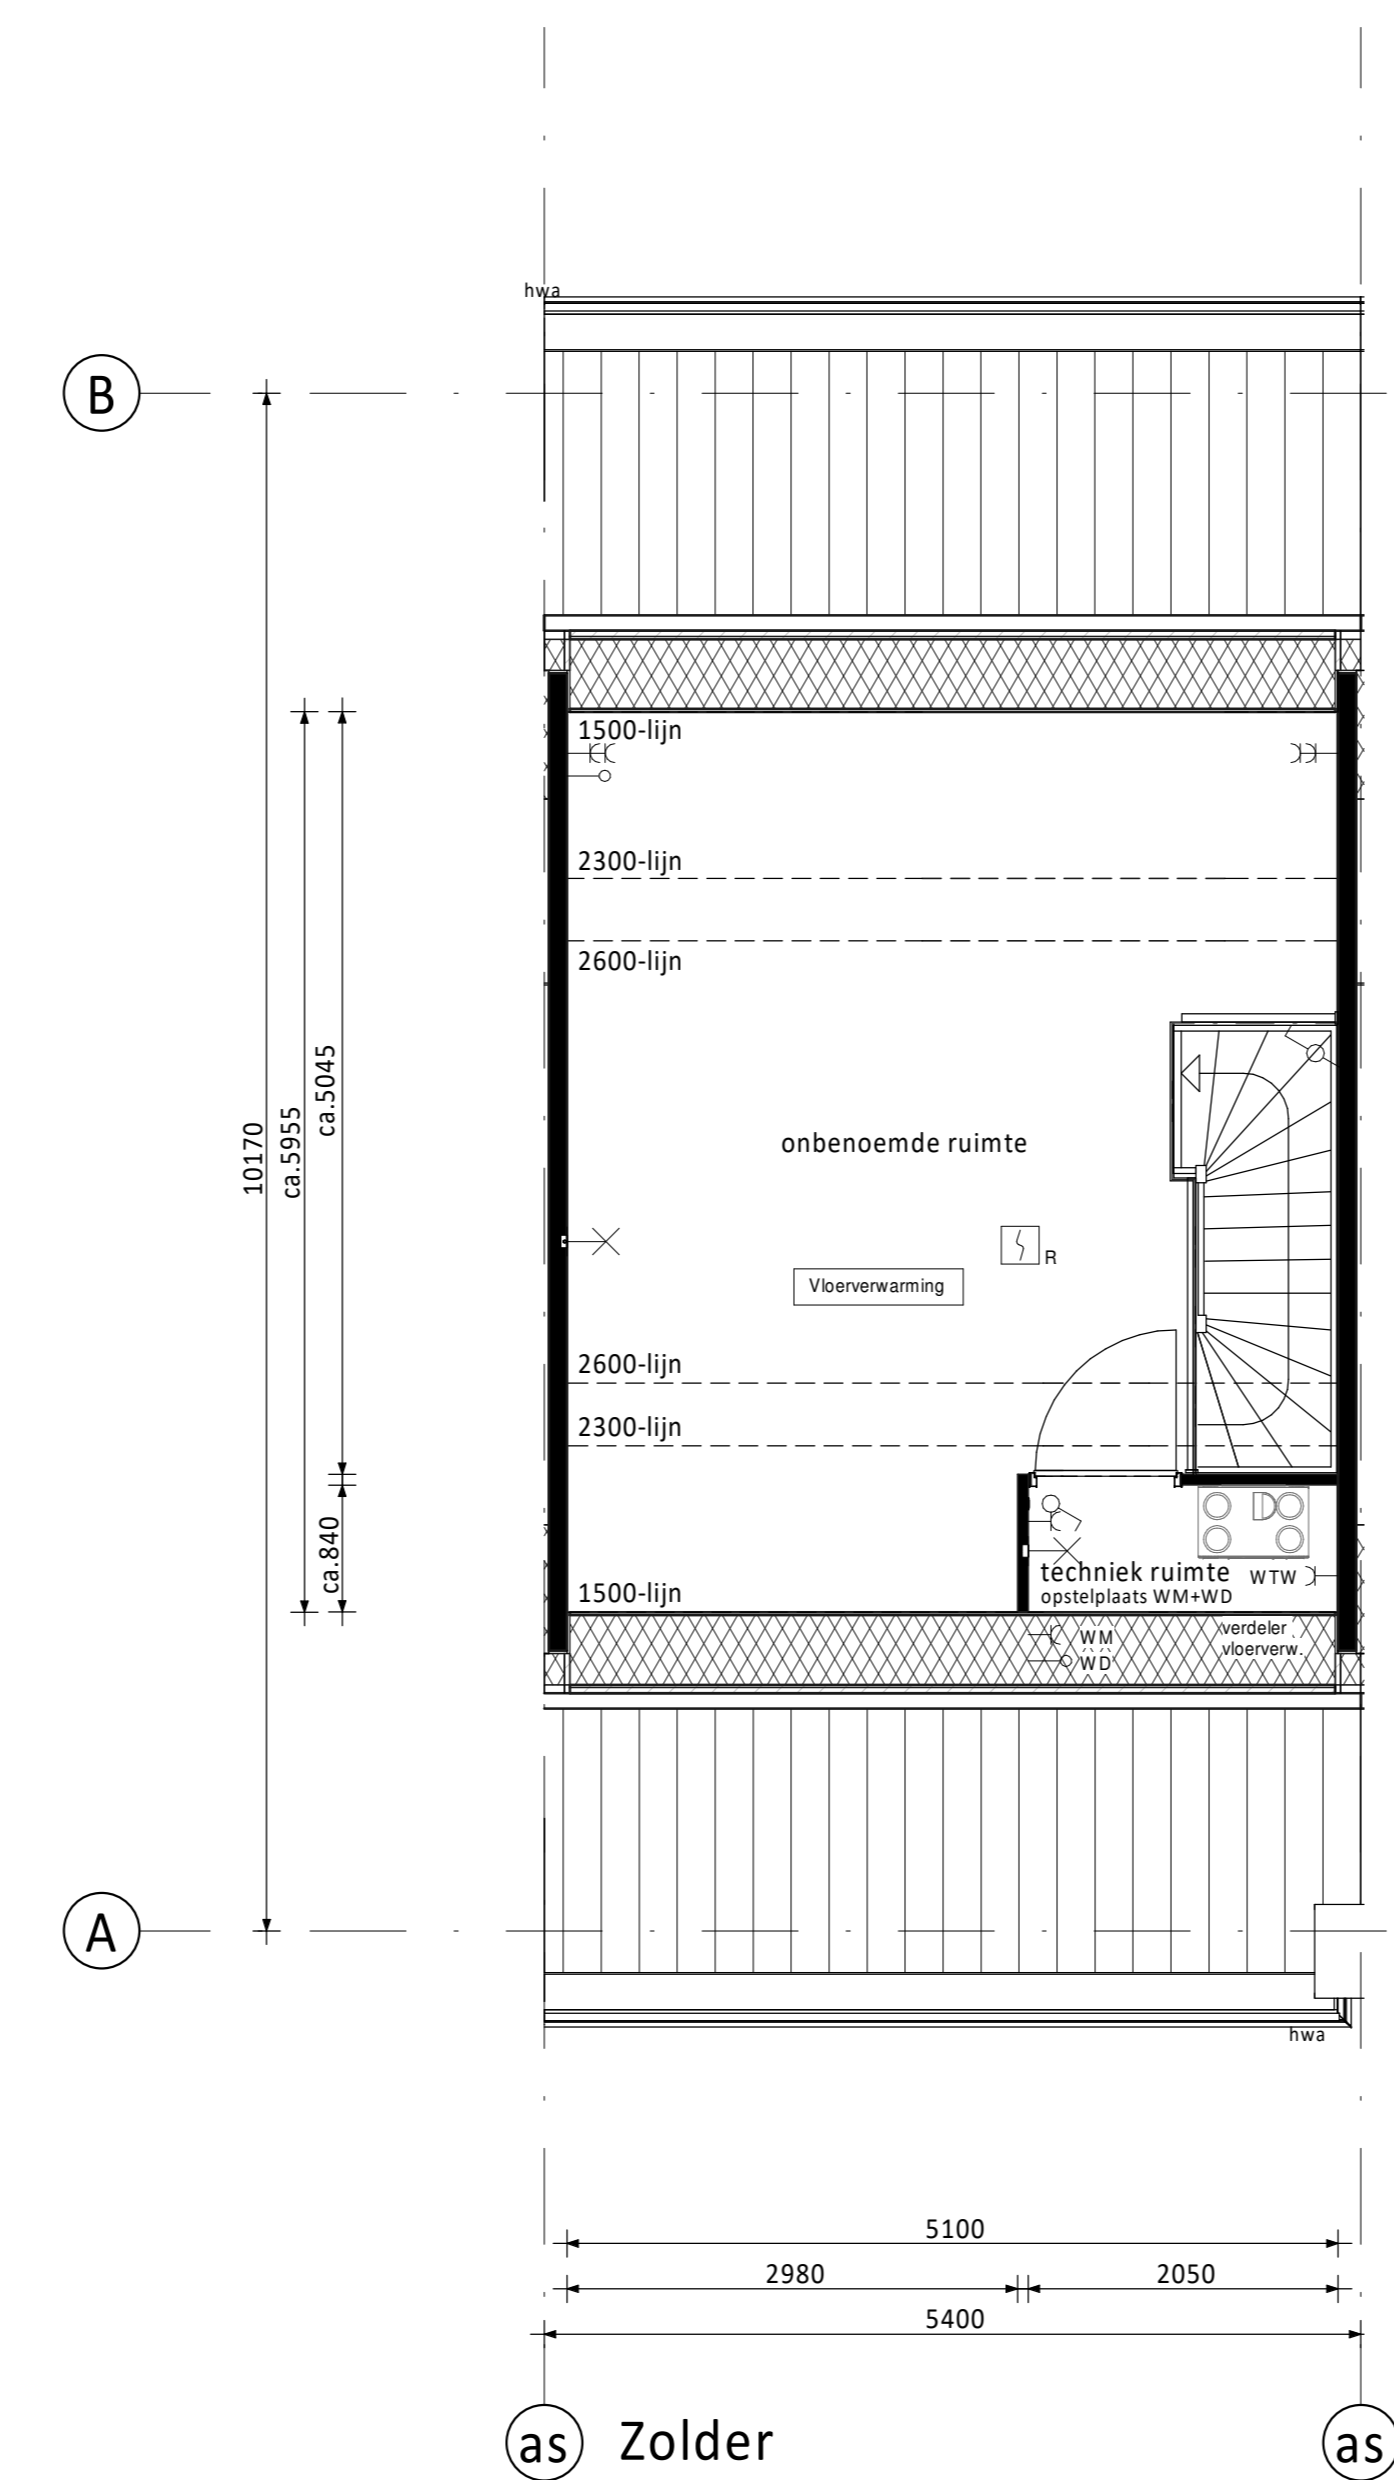 hwa
B
1500-lijn
2300-lijn
2600-lijn
10170
ca.5955
ca.5045
onbenoemde ruimte
R
Vloerverwarming
2600-lijn
2300-lijn
ca.840
1500-lijn
techniek ruimte
WTW
opstelplaats WM+WD
WM
WD
verdeler
vloerverw.
A
hwa
5100
2980
2050
5400
as
Zolder
as